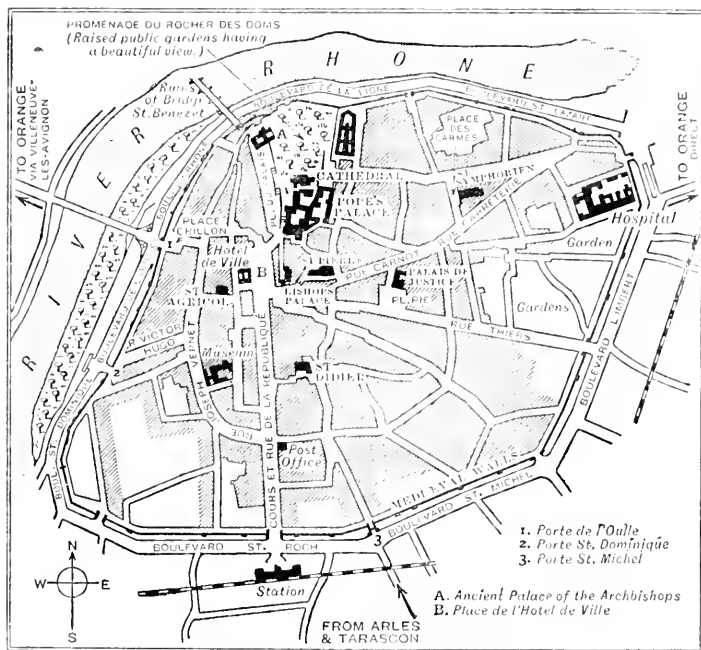 PROMENADE DU ROCHER DES DOMS
(Raised public gardens having
a beautiful view.)
RHONE
RIVER
BOULEVARD DE LA LIGNE
BOULEVARD ST. LAZARE
Ruins
of Bridge
St. Benezet
TO ORANGE
VIA VILLENEUVE-
LES-AVIGNON
TO ORANGE
DIRECT
A
PLACE
DES
CARMES
CATHEDRAL
POPE'S
PALACE
SYMPHORIEN
RUE CARRETERIE
Hospital
Garden
PLACE
CRILLON
1
Hotel
de Ville
B
ST PIERRE
RUE CARNOT
BISHOPS
PALACE
PALAIS DE
JUSTICE
PL. PIE
Gardens
ST
AGRICOL
RUE THIERS
BOULEVARD LIMBERT
R. VICTOR
HUGO
2
Museum
RUE JOSEPH VERNET
ST
DIDIER
COURS ET RUE DE LA REPUBLIQUE
BOUL. ST. DOMINIQUE
Post
Office
MEDIEVAL WALLS
BOULEVARD ST. MICHEL
3
BOULEVARD ST. ROCH
Station
1. Porte de l'Oulle
2. Porte St. Dominique
3. Porte St. Michel
A. Ancient Palace of the Archbishops
B. Place de l'Hotel de Ville
N
W E
S
FROM ARLES
& TARASCON